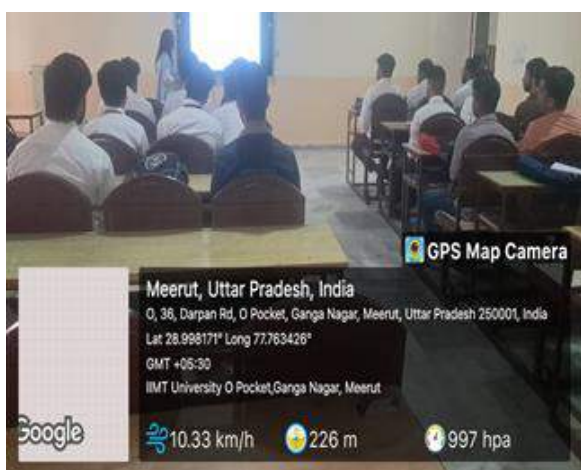 GPS Map Camera
Meerut, Uttar Pradesh, India
O, 36, Darpan Rd, O Pocket, Ganga Nagar, Meerut, Uttar Pradesh 250001, India
Lat 28.998171° Long 77.763426°
GMT +05:30
IIMT University O Pocket,Ganga Nagar, Meerut
Google
10.33 km/h 226 m 997 hpa